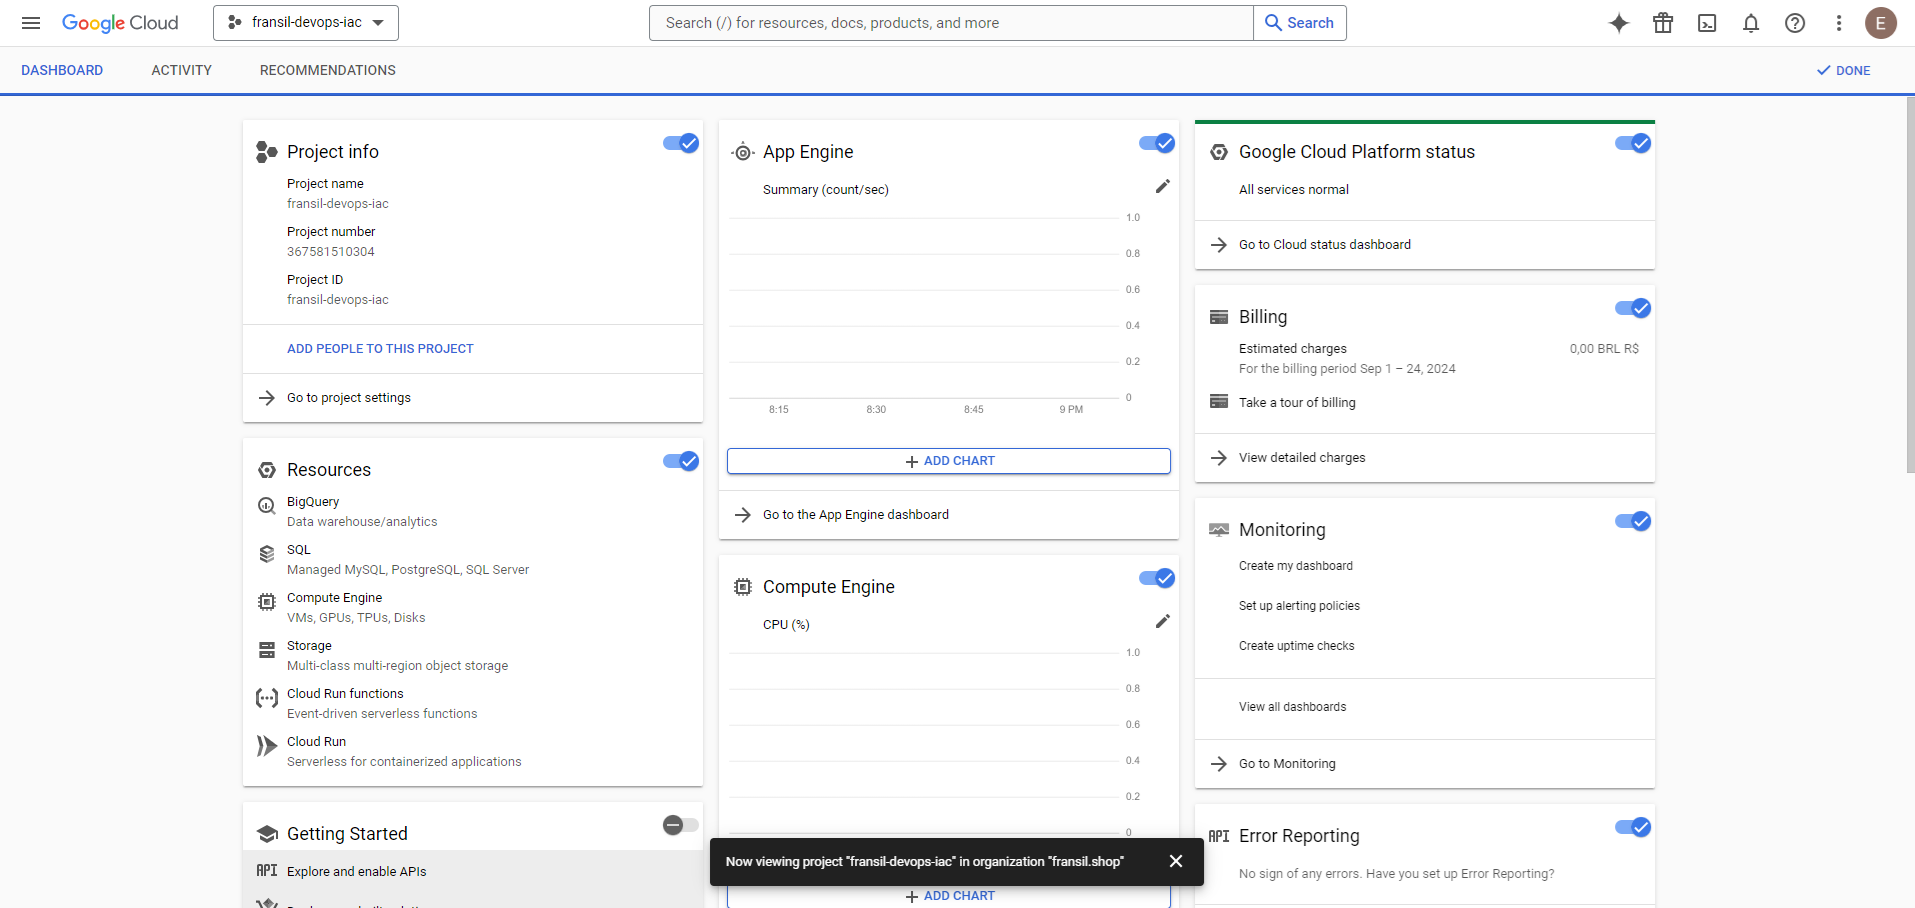 Google Cloud
fransil-devops-iac
Search (/) for resources, docs, products, and more
Search
E
DASHBOARD
ACTIVITY
RECOMMENDATIONS
DONE
Project info
Project name
fransil-devops-iac
Project number
367581510304
Project ID
fransil-devops-iac
ADD PEOPLE TO THIS PROJECT
Go to project settings
Resources
BigQuery
Data warehouse/analytics
SQL
Managed MySQL, PostgreSQL, SQL Server
Compute Engine
VMs, GPUs, TPUs, Disks
Storage
Multi-class multi-region object storage
Cloud Run functions
Event-driven serverless functions
Cloud Run
Serverless for containerized applications
Getting Started
API
Explore and enable APIs
App Engine
Summary (count/sec)
1.0
0.8
0.6
0.4
0.2
0
8:15
8:30
8:45
9 PM
ADD CHART
Go to the App Engine dashboard
Compute Engine
CPU (%)
1.0
0.8
0.6
0.4
0.2
0
Now viewing project "fransil-devops-iac" in organization "fransil.shop"
ADD CHART
Google Cloud Platform status
All services normal
Go to Cloud status dashboard
Billing
Estimated charges
0,00 BRL R$
For the billing period Sep 1 – 24, 2024
Take a tour of billing
View detailed charges
Monitoring
Create my dashboard
Set up alerting policies
Create uptime checks
View all dashboards
Go to Monitoring
API
Error Reporting
No sign of any errors. Have you set up Error Reporting?